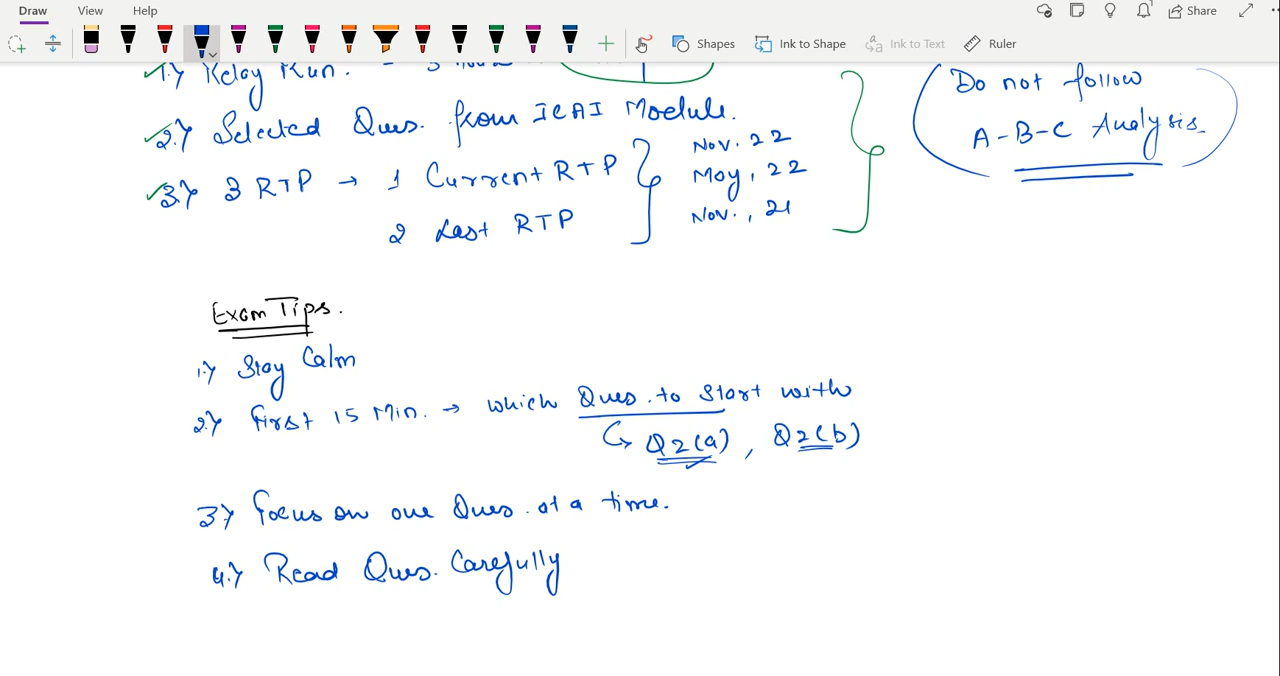 Draw View Help
Share
Shapes Ink to Shape Ink to Text Ruler
1.> Relay Run. -
2.> Selected Ques. from ICAI Module.
3.> 3 RTP → 1 Current RTP
2 Last RTP
Nov. 22
May, 22
Nov., 21
Do not follow
A-B-C Analysis.
Exam Tips.
1.> Stay Calm
2.> First 15 Min. → which Ques. to Start with
Q2(a), Q2(b)
3> Focus on one Ques. at a time.
4.> Read Ques. Carefully